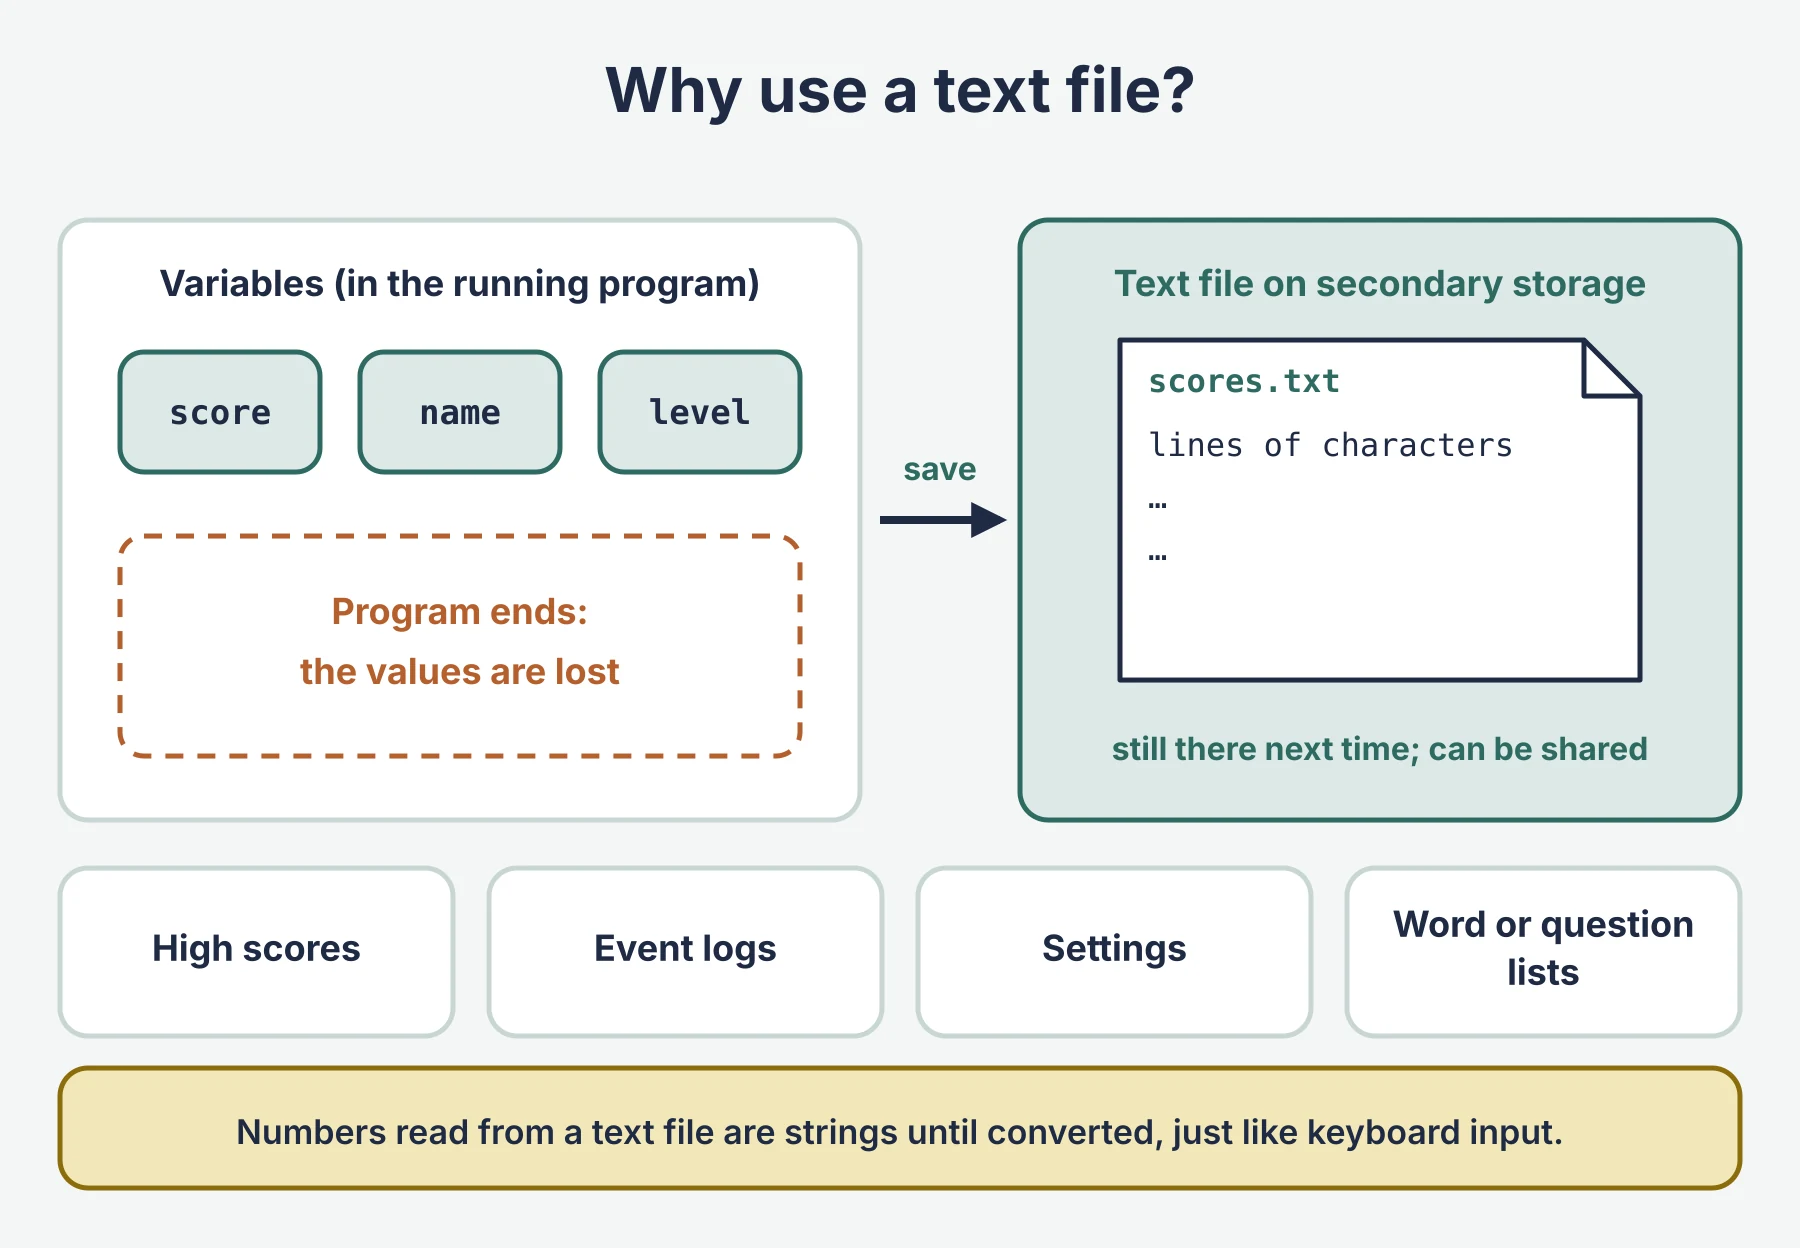 Why use a text file?
Variables (in the running program)
score
name
level
Program ends:
the values are lost
save
Text file on secondary storage
scores.txt
lines of characters
…
…
still there next time; can be shared
High scores
Event logs
Settings
Word or question
lists
Numbers read from a text file are strings until converted, just like keyboard input.